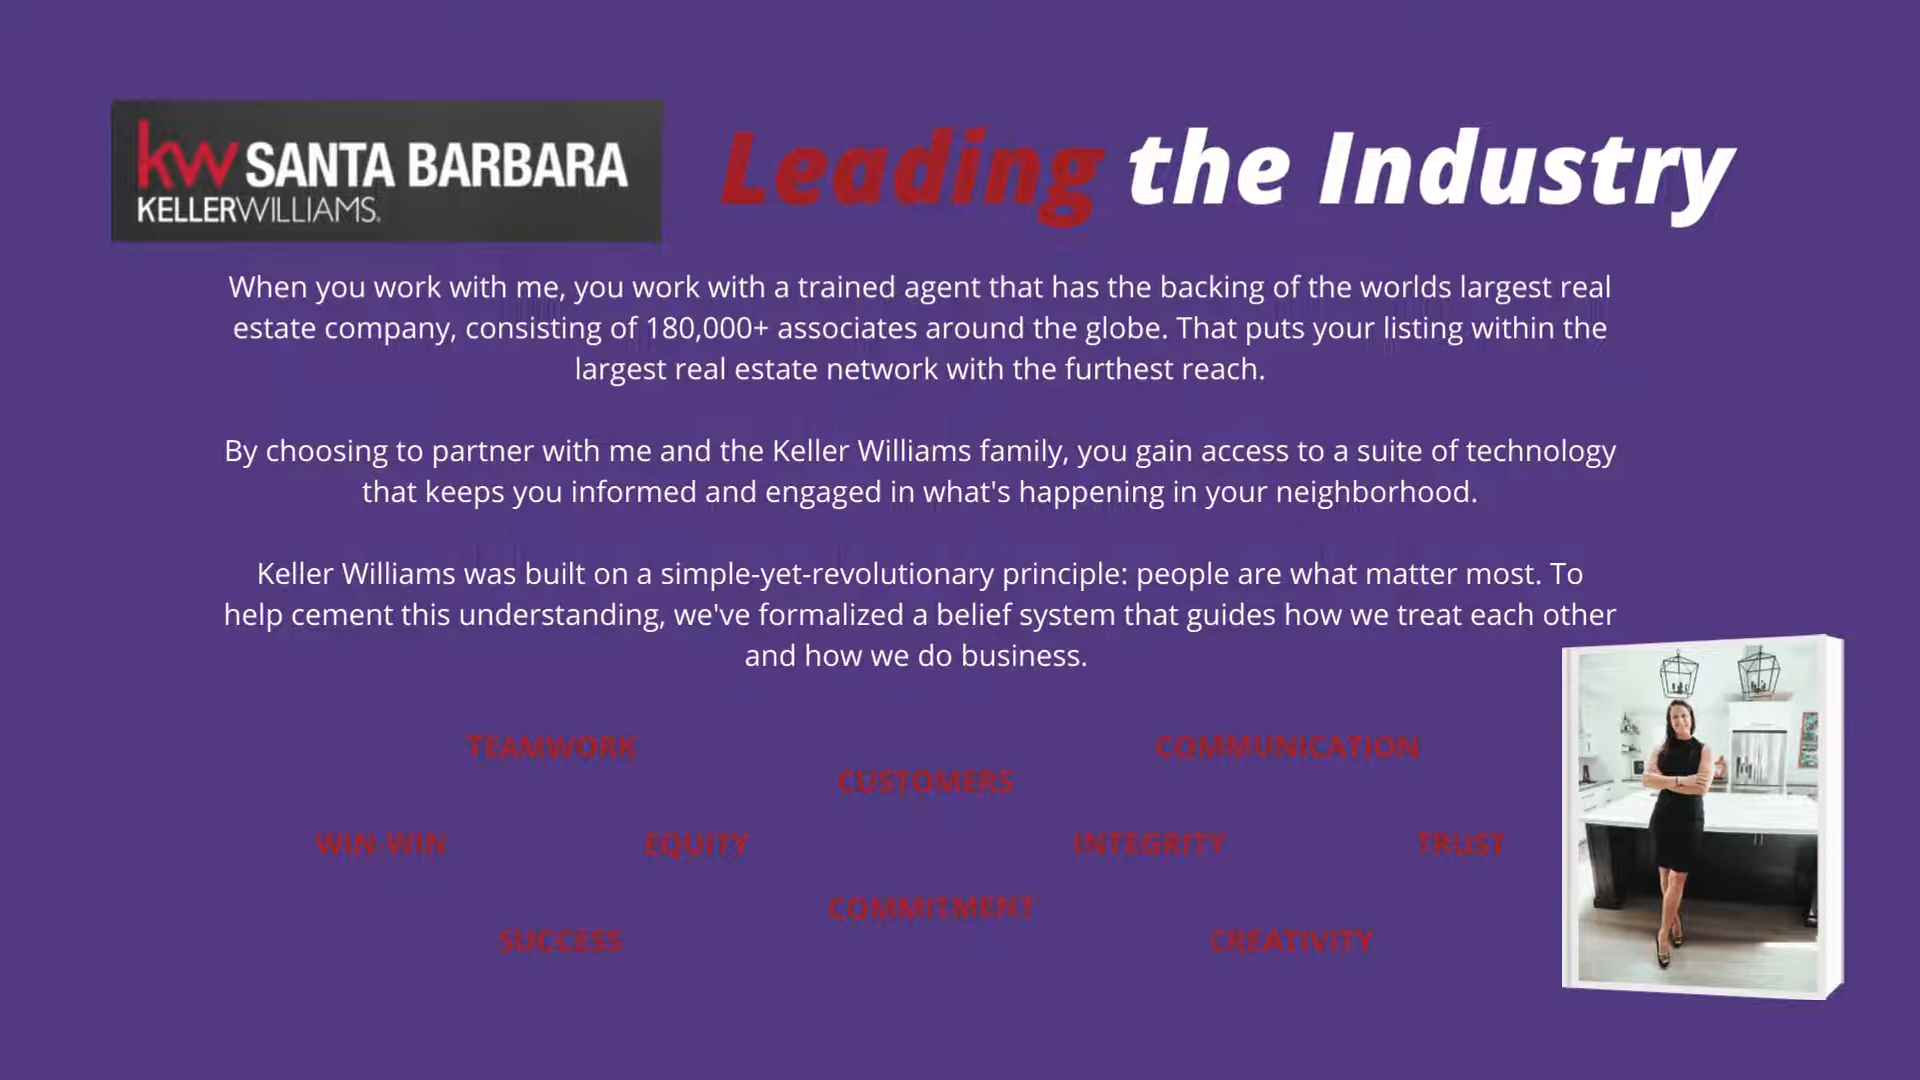 kw SANTA BARBARA
KELLERWILLIAMS.
Leading the Industry
When you work with me, you work with a trained agent that has the backing of the worlds largest real
estate company, consisting of 180,000+ associates around the globe. That puts your listing within the
largest real estate network with the furthest reach.
By choosing to partner with me and the Keller Williams family, you gain access to a suite of technology
that keeps you informed and engaged in what's happening in your neighborhood.
Keller Williams was built on a simple-yet-revolutionary principle: people are what matter most. To
help cement this understanding, we've formalized a belief system that guides how we treat each other
and how we do business.
TEAMWORK
COMMUNICATION
CUSTOMERS
WIN-WIN
EQUITY
INTEGRITY
TRUST
COMMITMENT
SUCCESS
CREATIVITY